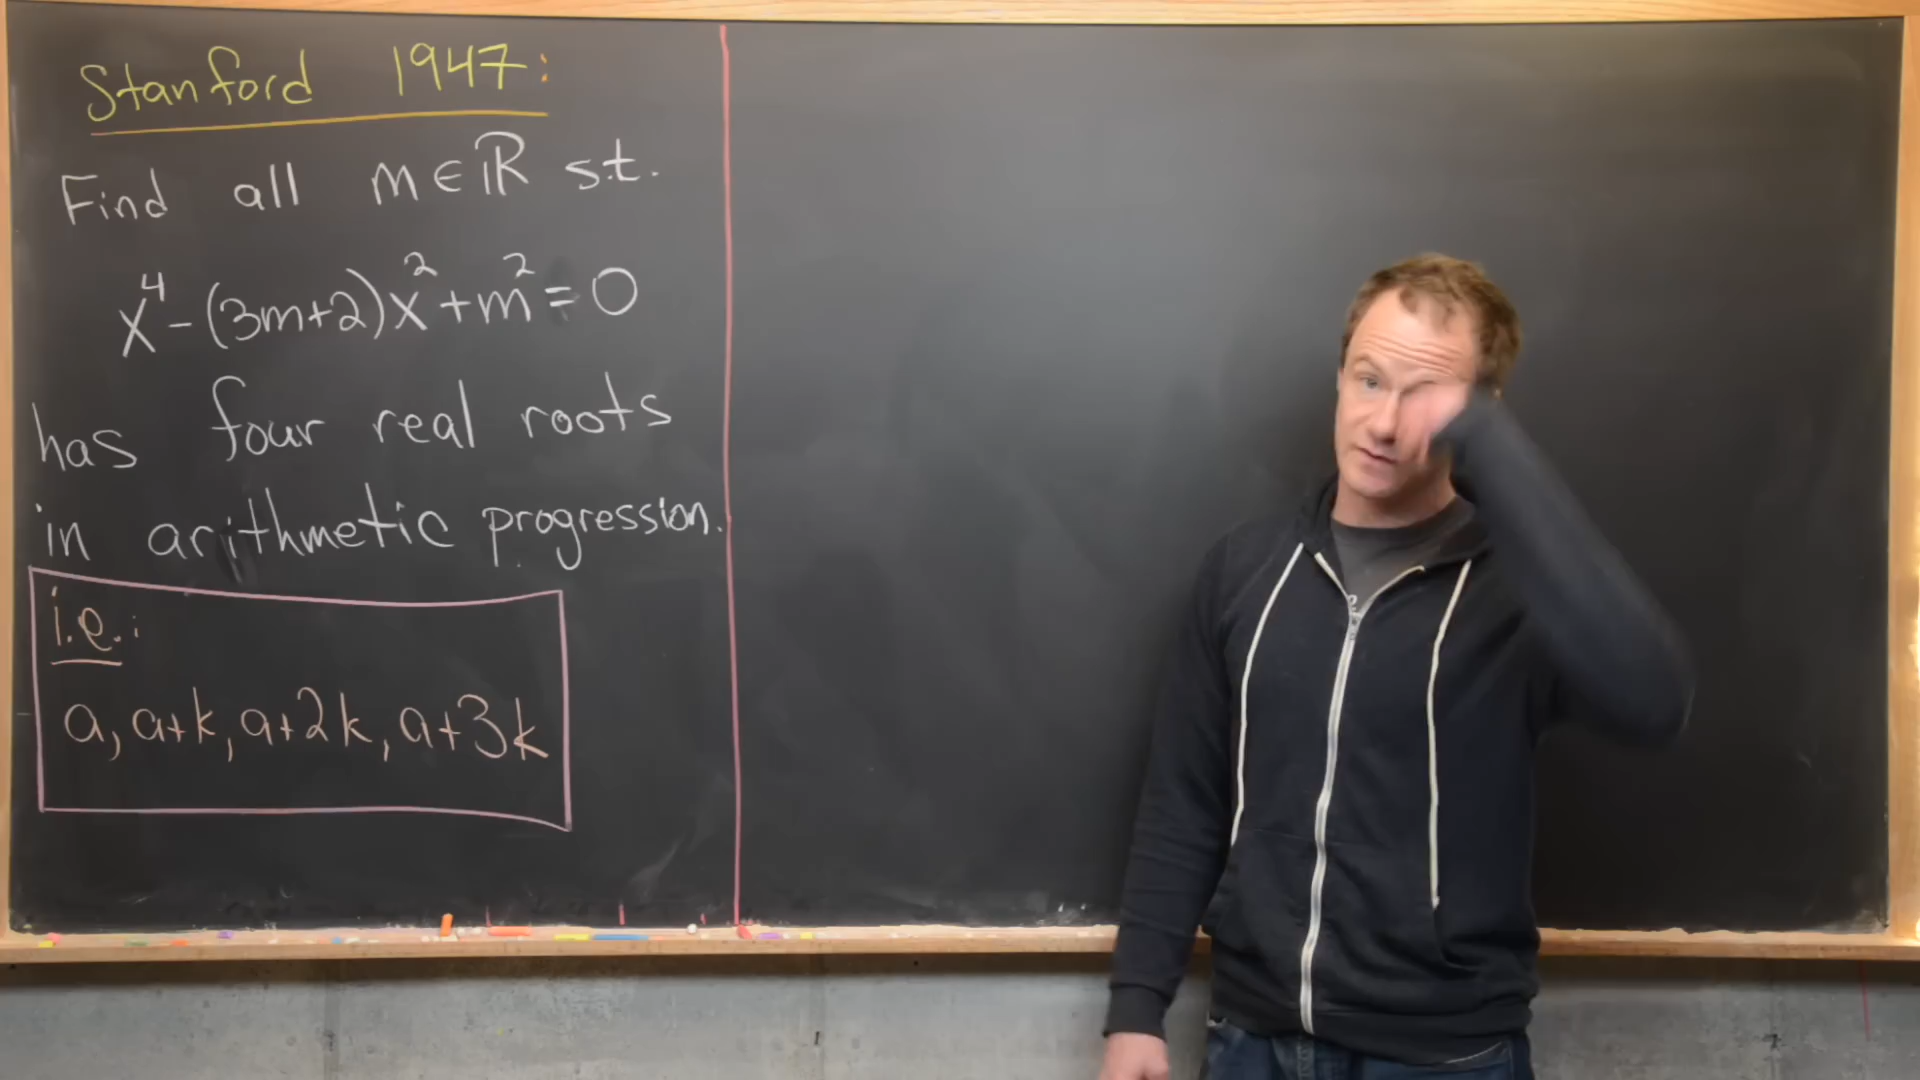 Stanford 1947:
Find all m∈ℝ s.t.
x⁴-(3m+2)x²+m²=0
has four real roots
in arithmetic progression.
i.e.:
a, a+k, a+2k, a+3k